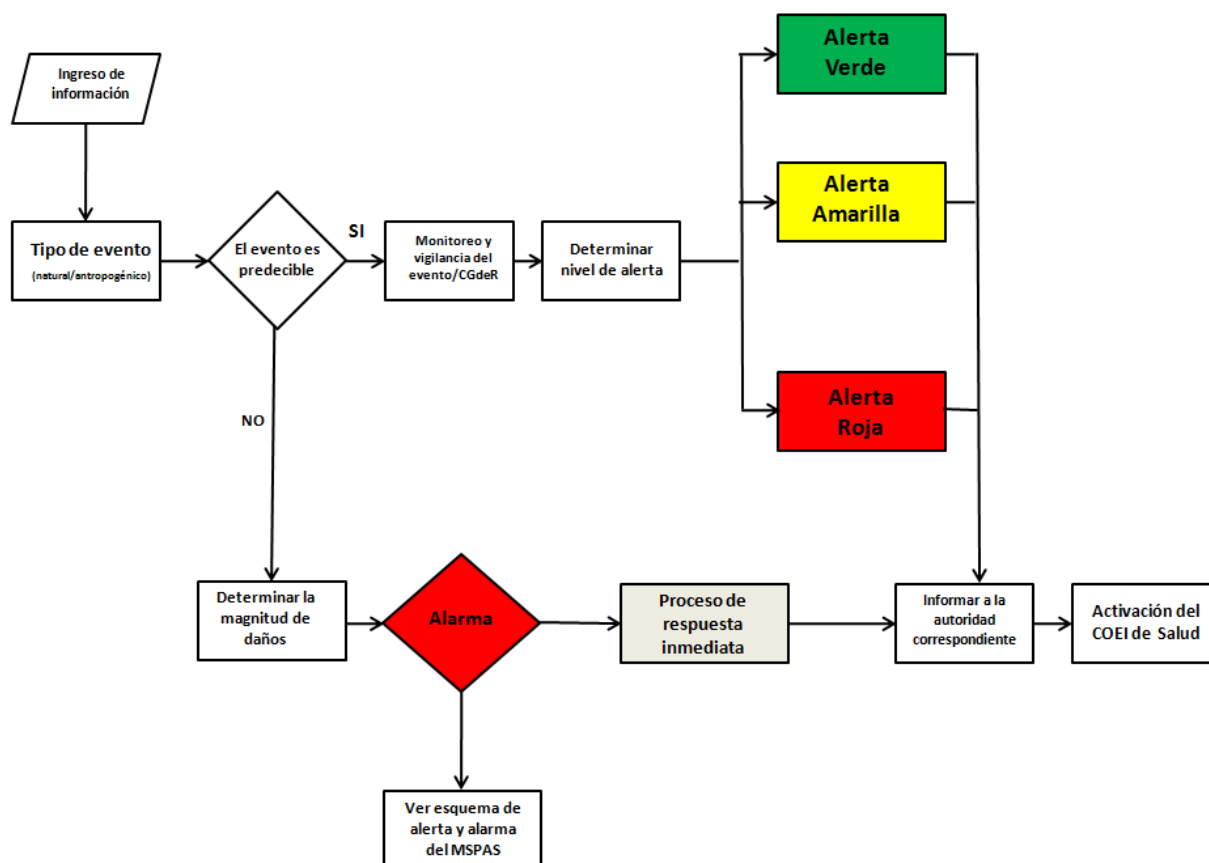 Ingreso de
información
Tipo de evento
(natural/antropogénico)
El evento es
predecible
SI
Monitoreo y
vigilancia del
evento/CGdeR
Determinar
nivel de alerta
Alerta
Verde
Alerta
Amarilla
Alerta
Roja
NO
Determinar la
magnitud de
daños
Alarma
Proceso de
respuesta
inmediata
Informar a la
autoridad
correspondiente
Activación del
COEI de Salud
Ver esquema de
alerta y alarma
del MSPAS